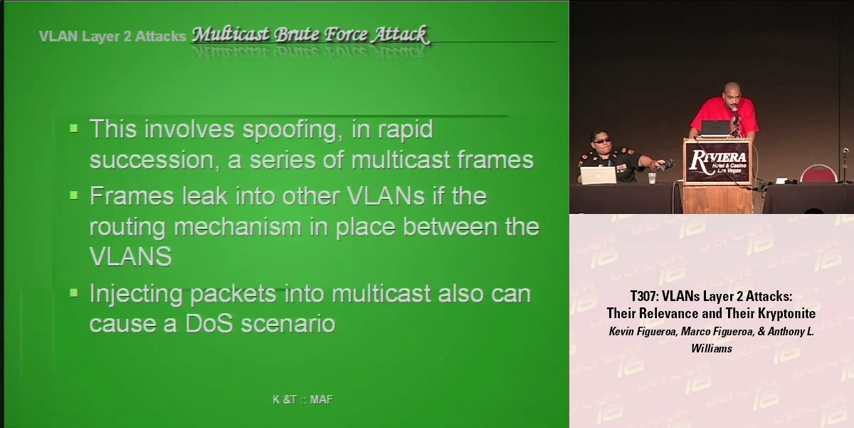 VLAN Layer 2 Attacks Multicast Brute Force Attack
This involves spoofing, in rapid
succession, a series of multicast frames
Frames leak into other VLANs if the
routing mechanism in place between the
VLANS
Injecting packets into multicast also can
cause a DoS scenario
K &T :: MAF
RIVIERA
Hotel & Casino
Las Vegas
T307: VLANs Layer 2 Attacks:
Their Relevance and Their Kryptonite
Kevin Figueroa, Marco Figueroa, & Anthony L.
Williams